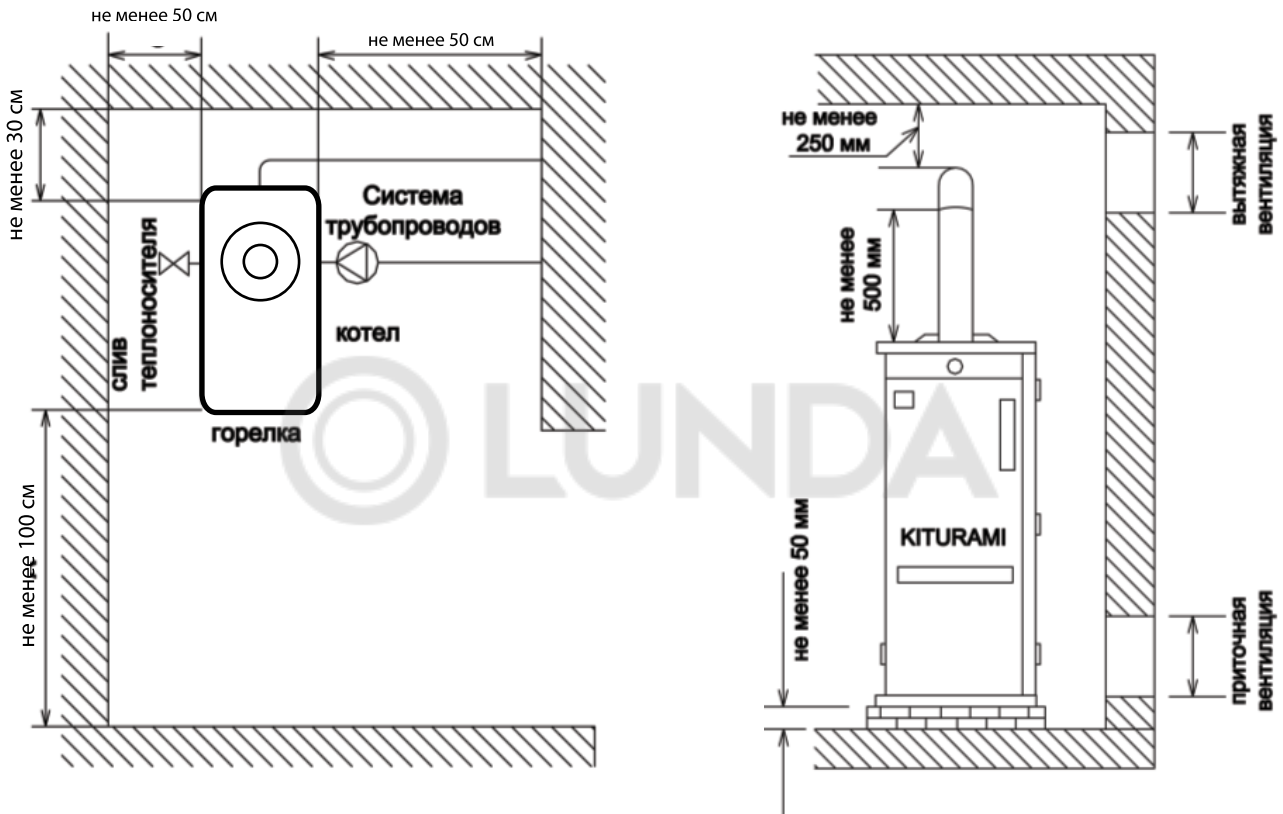 не менее 50 см
не менее 50 см
не менее 30 см
Система
трубопроводов
слив
теплоносителя
котел
горелка
не менее 100 см
не менее
250 мм
не менее
500 мм
вытяжная
вентиляция
LUNDA
KITURAMI
не менее 50 мм
приточная
вентиляция